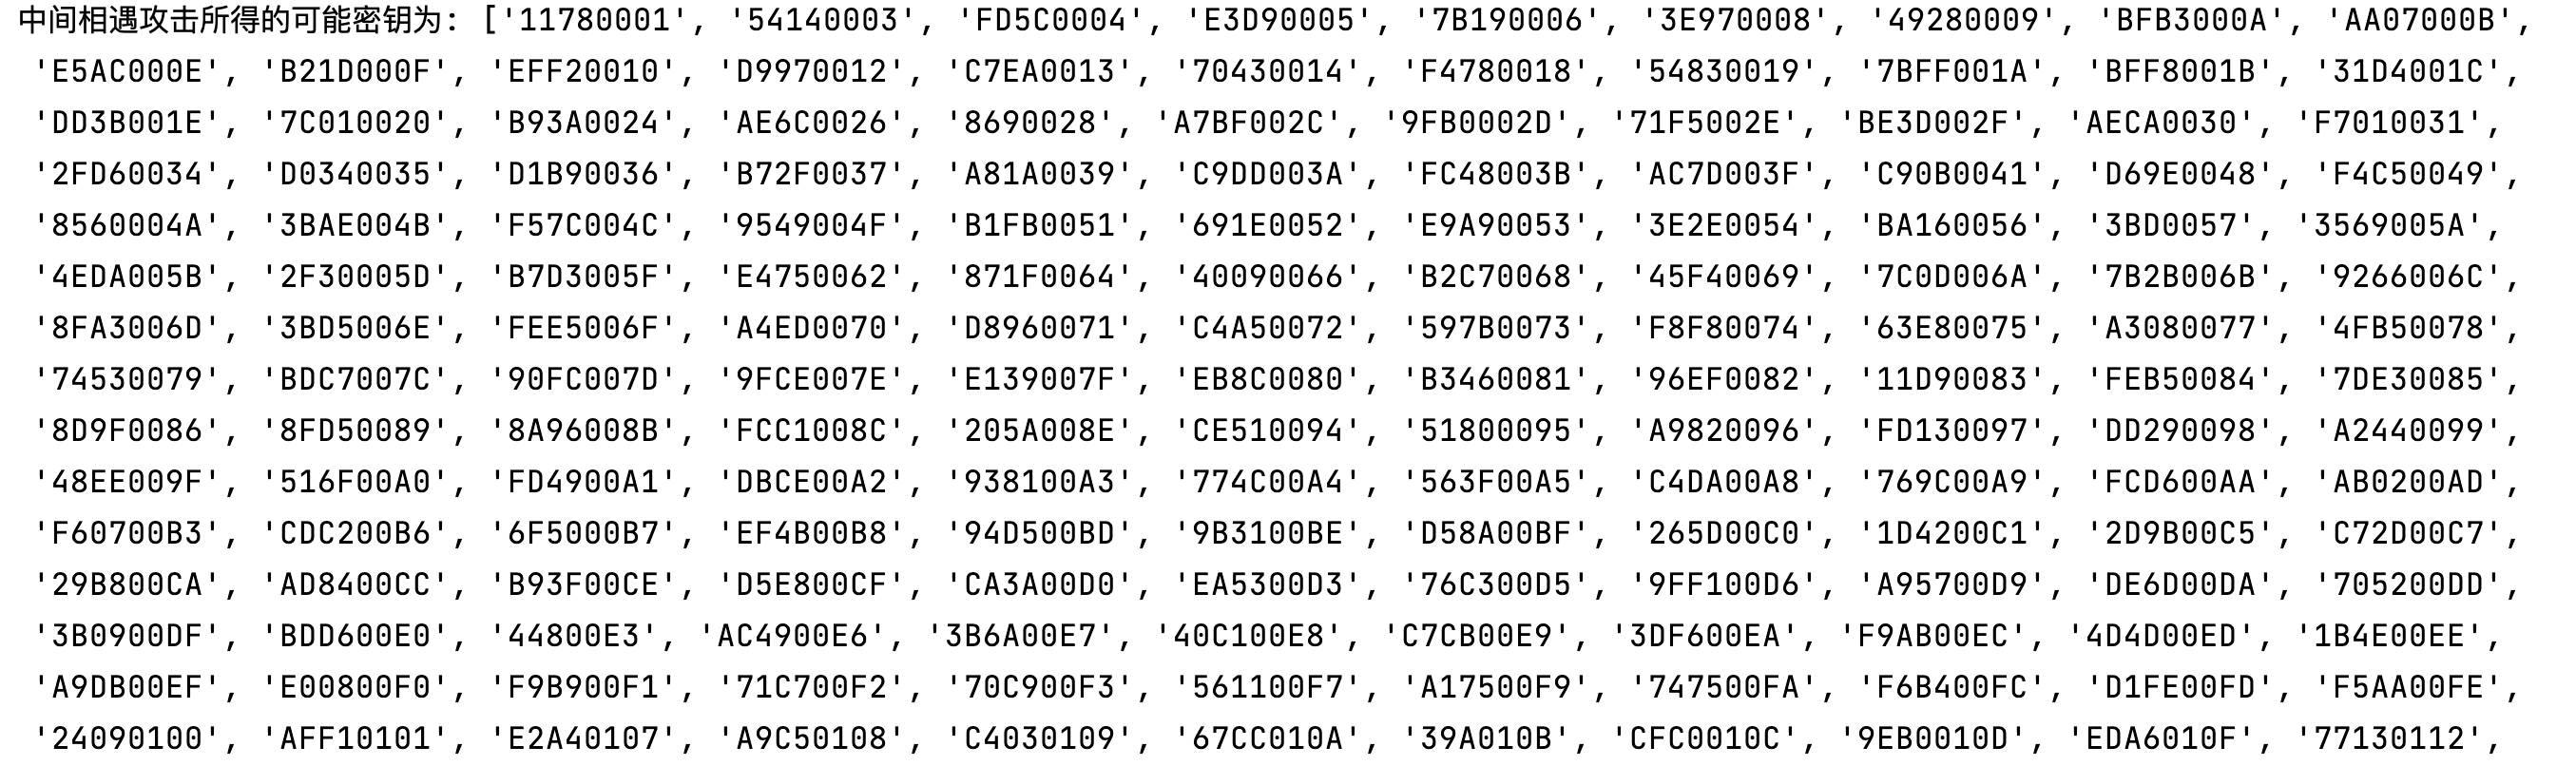 中间相遇攻击所得的可能密钥为: ['11780001', '54140003', 'FD5C0004', 'E3D90005', '7B190006', '3E970008', '49280009', 'BFB3000A', 'AA07000B',
'E5AC000E', 'B21D000F', 'EFF20010', 'D9970012', 'C7EA0013', '70430014', 'F4780018', '54830019', '7BFF001A', 'BFF8001B', '31D4001C',
'DD3B001E', '7C010020', 'B93A0024', 'AE6C0026', '8690028', 'A7BF002C', '9FB0002D', '71F5002E', 'BE3D002F', 'AECA0030', 'F7010031',
'2FD60034', 'D0340035', 'D1B90036', 'B72F0037', 'A81A0039', 'C9DD003A', 'FC48003B', 'AC7D003F', 'C90B0041', 'D69E0048', 'F4C50049',
'8560004A', '3BAE004B', 'F57C004C', '9549004F', 'B1FB0051', '691E0052', 'E9A90053', '3E2E0054', 'BA160056', '3BD0057', '3569005A',
'4EDA005B', '2F30005D', 'B7D3005F', 'E4750062', '871F0064', '40090066', 'B2C70068', '45F40069', '7C0D006A', '7B2B006B', '9266006C',
'8FA3006D', '3BD5006E', 'FEE5006F', 'A4ED0070', 'D8960071', 'C4A50072', '597B0073', 'F8F80074', '63E80075', 'A3080077', '4FB50078',
'74530079', 'BDC7007C', '90FC007D', '9FCE007E', 'E139007F', 'EB8C0080', 'B3460081', '96EF0082', '11D90083', 'FEB50084', '7DE30085',
'8D9F0086', '8FD50089', '8A96008B', 'FCC1008C', '205A008E', 'CE510094', '51800095', 'A9820096', 'FD130097', 'DD290098', 'A2440099',
'48EE009F', '516F00A0', 'FD4900A1', 'DBCE00A2', '938100A3', '774C00A4', '563F00A5', 'C4DA00A8', '769C00A9', 'FCD600AA', 'AB0200AD',
'F60700B3', 'CDC200B6', '6F5000B7', 'EF4B00B8', '94D500BD', '9B3100BE', 'D58A00BF', '265D00C0', '1D4200C1', '2D9B00C5', 'C72D00C7',
'29B800CA', 'AD8400CC', 'B93F00CE', 'D5E800CF', 'CA3A00D0', 'EA5300D3', '76C300D5', '9FF100D6', 'A95700D9', 'DE6D00DA', '705200DD',
'3B0900DF', 'BDD600E0', '44800E3', 'AC4900E6', '3B6A00E7', '40C100E8', 'C7CB00E9', '3DF600EA', 'F9AB00EC', '4D4D00ED', '1B4E00EE',
'A9DB00EF', 'E00800F0', 'F9B900F1', '71C700F2', '70C900F3', '561100F7', 'A17500F9', '747500FA', 'F6B400FC', 'D1FE00FD', 'F5AA00FE',
'24090100', 'AFF10101', 'E2A40107', 'A9C50108', 'C4030109', '67CC010A', '39A010B', 'CFC0010C', '9EB0010D', 'EDA6010F', '77130112',